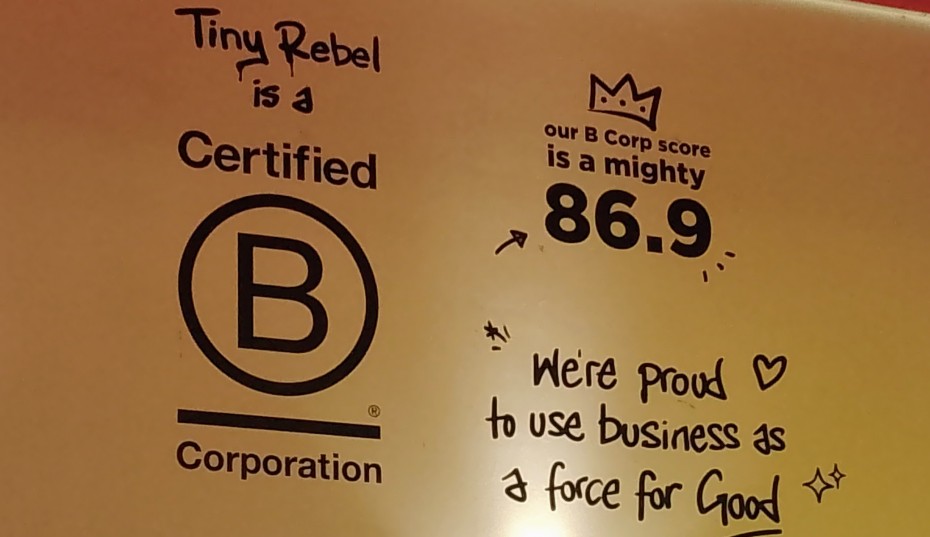 Tiny Rebel
is a
Certified
B
®
Corporation
our B Corp score
is a mighty
86.9
We're proud
to use business as
a force for Good